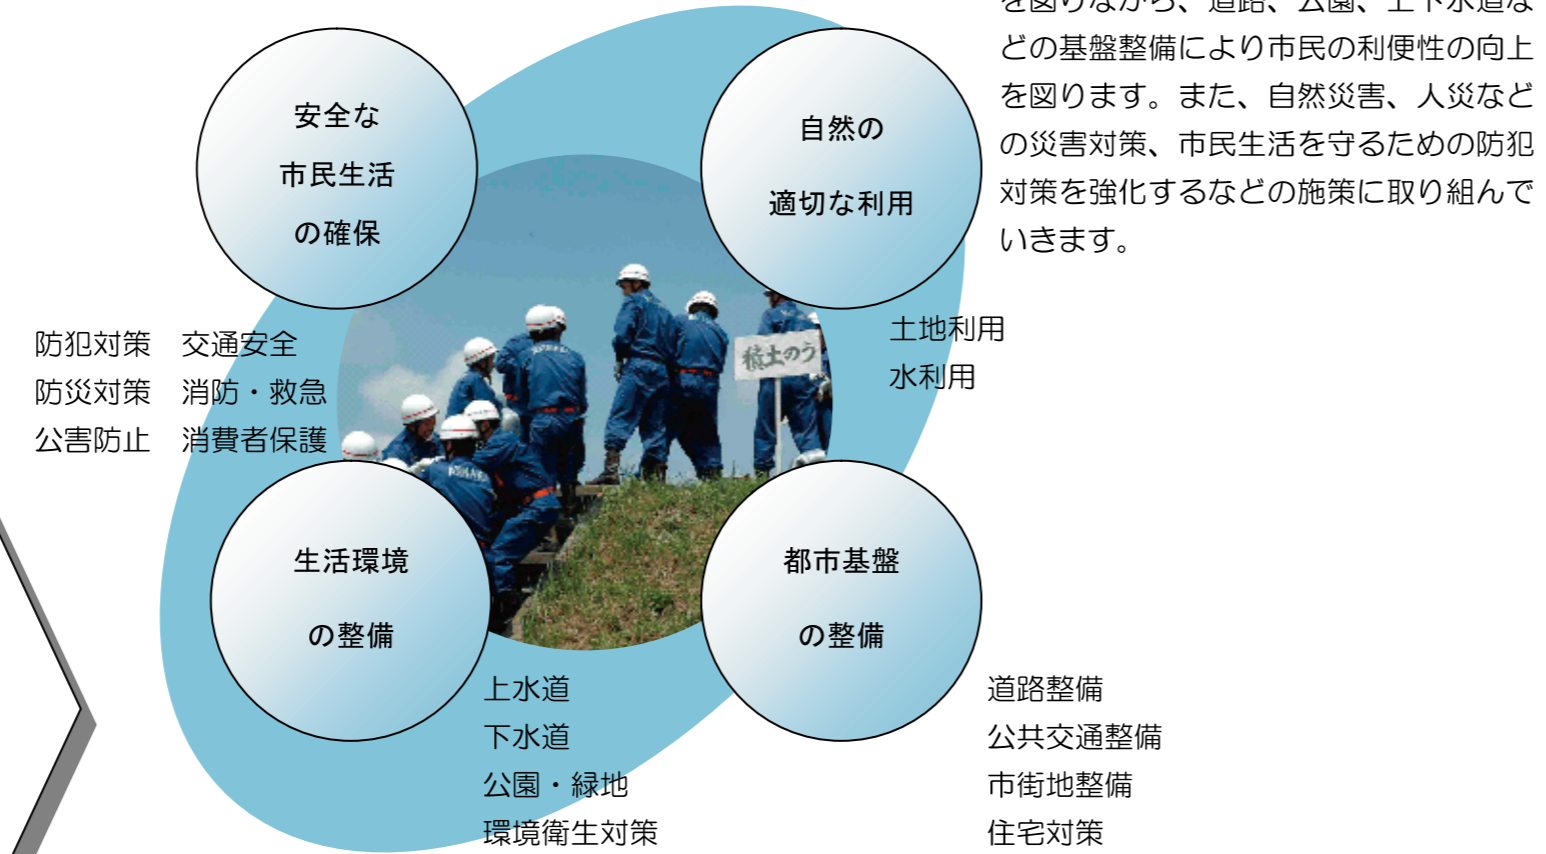 を図りながら、道路、公園、上下水道な
どの基盤整備により市民の利便性の向上
を図ります。また、自然災害、人災など
の災害対策、市民生活を守るための防犯
対策を強化するなどの施策に取り組んで
いきます。
安全な
市民生活
の確保
自然の
適切な利用
防犯対策　交通安全
防災対策　消防・救急
公害防止　消費者保護
土地利用
水利用
積土のう
生活環境
の整備
都市基盤
の整備
上水道
下水道
公園・緑地
環境衛生対策
道路整備
公共交通整備
市街地整備
住宅対策